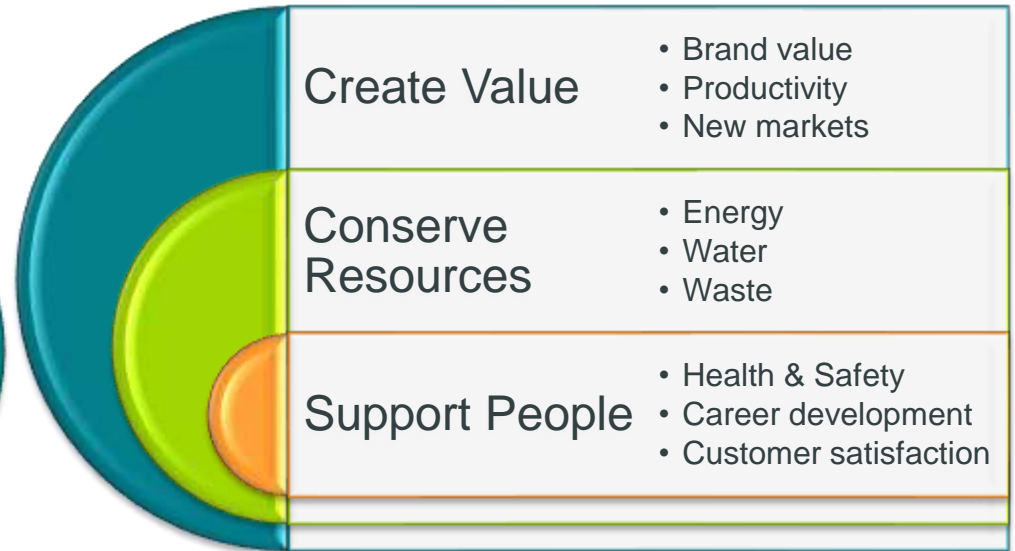 Create Value
• Brand value
• Productivity
• New markets
Conserve
Resources
• Energy
• Water
• Waste
Support People
• Health & Safety
• Career development
• Customer satisfaction